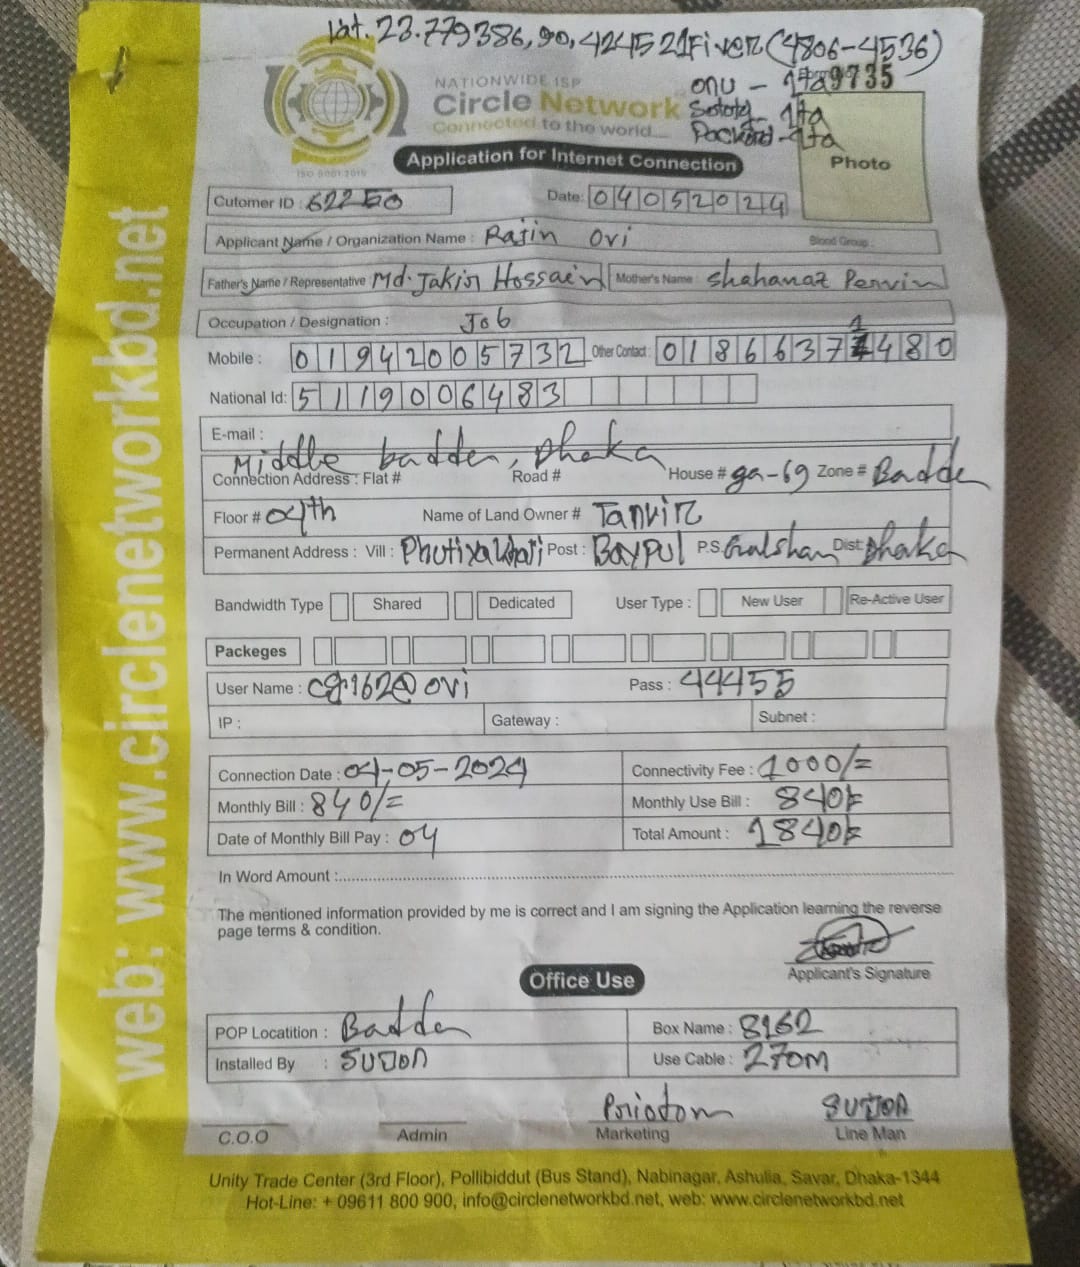 Lat. 23.779386, 90.424521 Fiver (4806-4536)
ONU - 1ta 9735
1ta
- 1ta
NATIONWIDE ISP
Circle Network
Connected to the world....
ISO 9001:2015
Application for Internet Connection
Photo
Cutomer ID : 62250
Date: 04052024
Applicant Name / Organization Name : Rajin Ovi
Blood Group :
Father's Name / Representative Md. Jakir Hossain Mother's Name : Shahanaz Pervin
Occupation / Designation : Job
Mobile : 01942005732 Other Contact : 01866371480
National Id: 5119006483
E-mail :
Middle badda, Dhaka
Connection Address : Flat # Road # House # ga-69 Zone # Badda
Floor # 04th Name of Land Owner # Tanvir
Permanent Address : Vill : Post : P.S. Gulshan Dist: Dhaka
Bandwidth Type Shared Dedicated User Type : New User Re-Active User
Packeges
User Name : Pass : 44455
IP : Gateway : Subnet :
Connection Date : 04-05-2024 Connectivity Fee : 1000/=
Monthly Bill : 840/= Monthly Use Bill : 840/=
Date of Monthly Bill Pay : 04 Total Amount : 1840/=
In Word Amount :
The mentioned information provided by me is correct and I am signing the Application learning the reverse
page terms & condition.
Applicant's Signature
Office Use
POP Locatition : Badda Box Name : 8162
Installed By : SUJON Use Cable : 270m
Priotom SUJON
C.O.O Admin Marketing Line Man
Unity Trade Center (3rd Floor), Pollibiddut (Bus Stand), Nabinagar, Ashulia, Savar, Dhaka-1344
Hot-Line: + 09611 800 900, info@circlenetworkbd.net, web: www.circlenetworkbd.net
web: www.circlenetworkbd.net